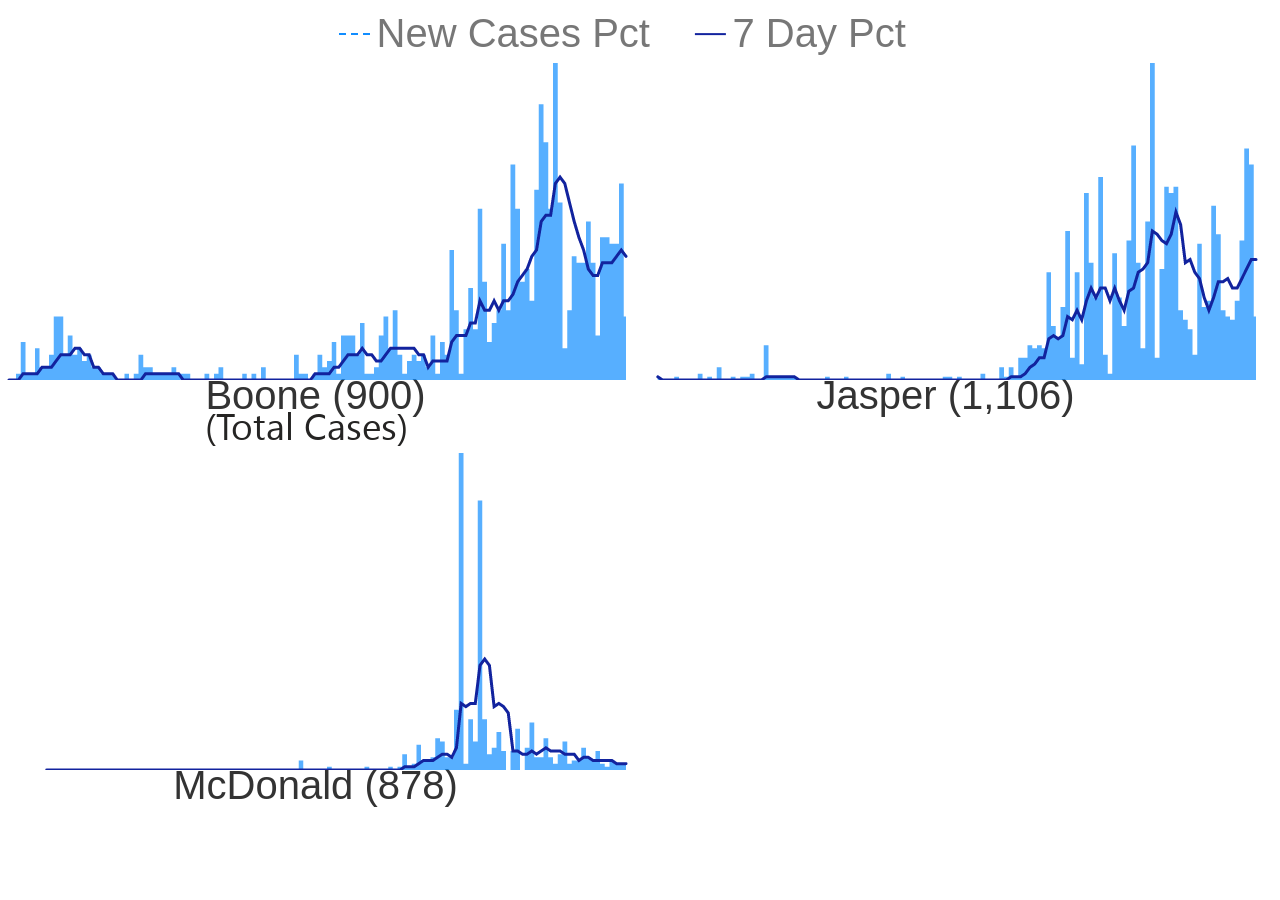 New Cases Pct 7 Day Pct
Boone (900)
(Total Cases)
Jasper (1,106)
McDonald (878)